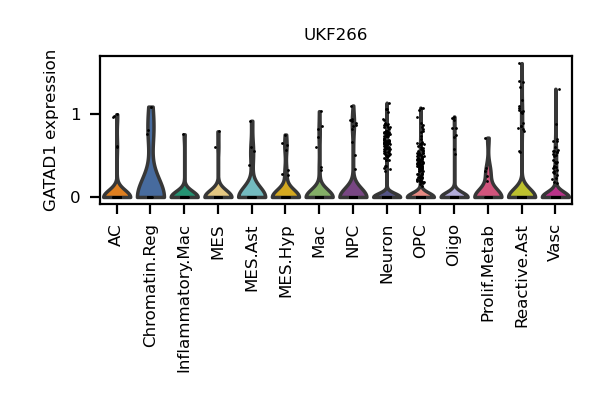 UKF266
GATAD1 expression
1
0
AC
Chromatin.Reg
Inflammatory.Mac
MES
MES.Ast
MES.Hyp
Mac
NPC
Neuron
OPC
Oligo
Prolif.Metab
Reactive.Ast
Vasc